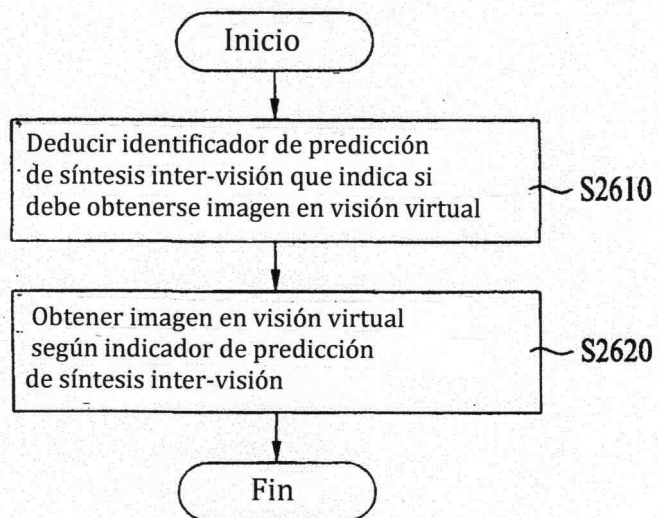 Inicio
Deducir identificador de predicción
de síntesis inter-visión que indica si
debe obtenerse imagen en visión virtual
S2610
Obtener imagen en visión virtual
según indicador de predicción
de síntesis inter-visión
S2620
Fin